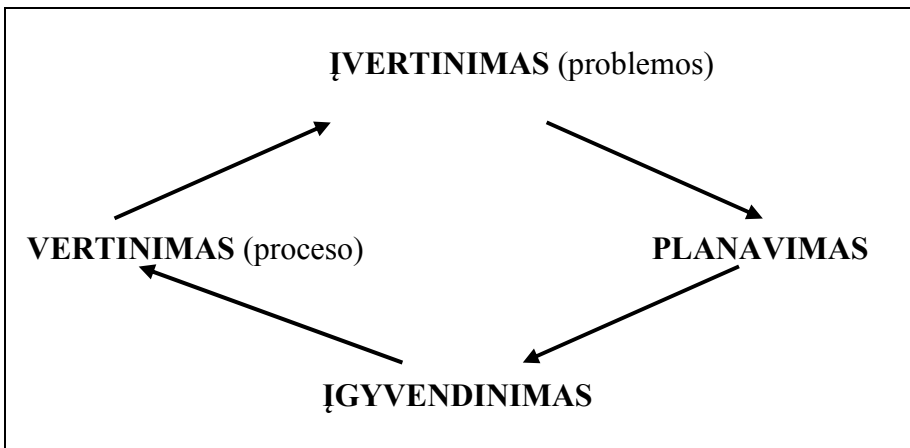 ĮVERTINIMAS (problemos)
VERTINIMAS (proceso)
PLANAVIMAS
ĮGYVENDINIMAS